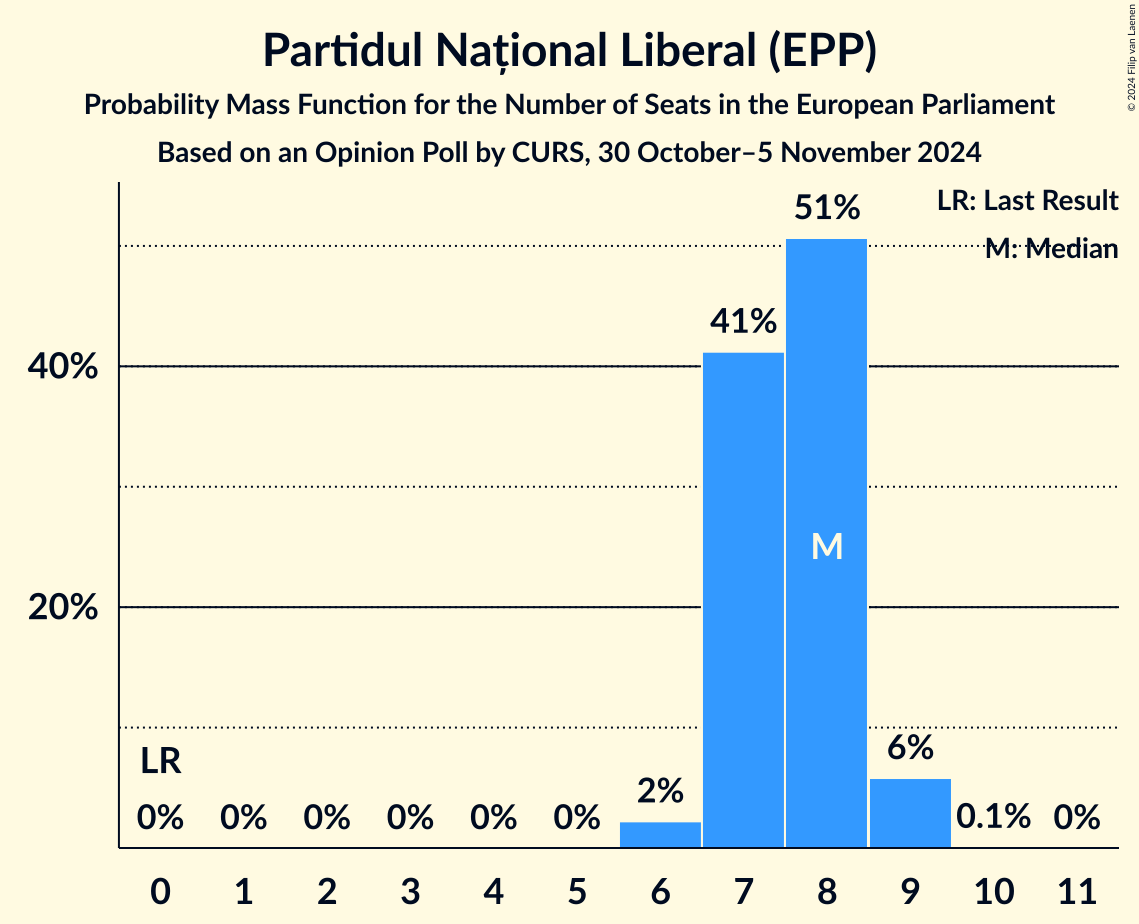 Partidul Național Liberal (EPP)
Probability Mass Function for the Number of Seats in the European Parliament
Based on an Opinion Poll by CURS, 30 October–5 November 2024
© 2024 Filip van Laenen
LR: Last Result
M: Median
51%
41%
40%
M
20%
LR
6%
2%
0% 0% 0% 0% 0% 0% 0.1% 0%
0 1 2 3 4 5 6 7 8 9 10 11